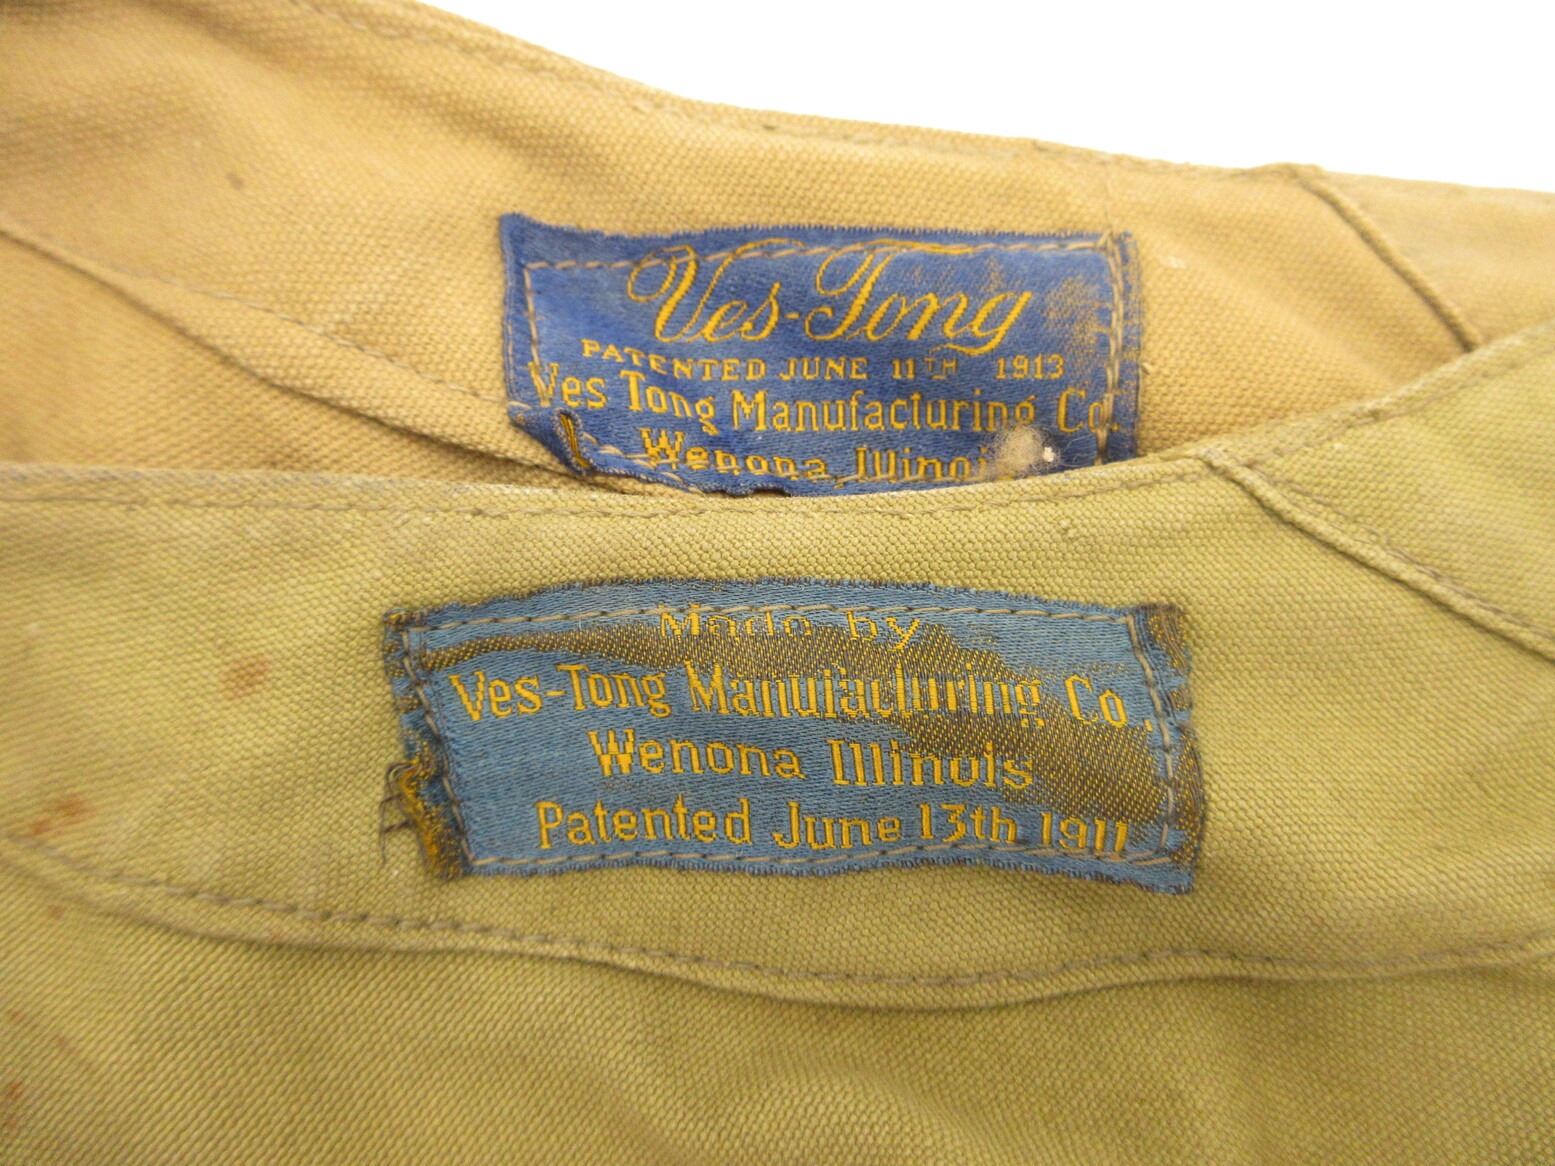 Ves-Tong
PATENTED JUNE 11TH 1913
Ves Tong Manufacturing Co.
Wenona, Illinois
Made by
Ves-Tong Manufacturing Co.,
Wenona Illinois
Patented June 13th 1911